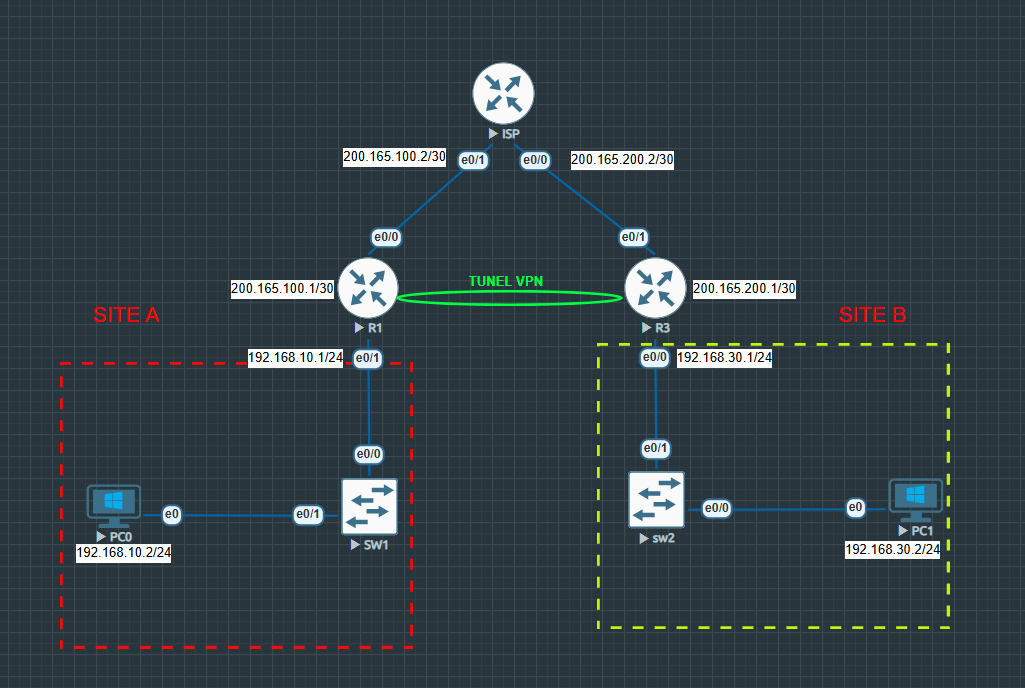 ISP
200.165.100.2/30
e0/1
e0/0
200.165.200.2/30
e0/0
e0/1
200.165.100.1/30
TUNEL VPN
200.165.200.1/30
SITE A
SITE B
R1
R3
192.168.10.1/24
e0/1
e0/0
192.168.30.1/24
e0/0
e0/1
e0
e0/1
e0/0
e0
PC0
SW1
sw2
PC1
192.168.10.2/24
192.168.30.2/24